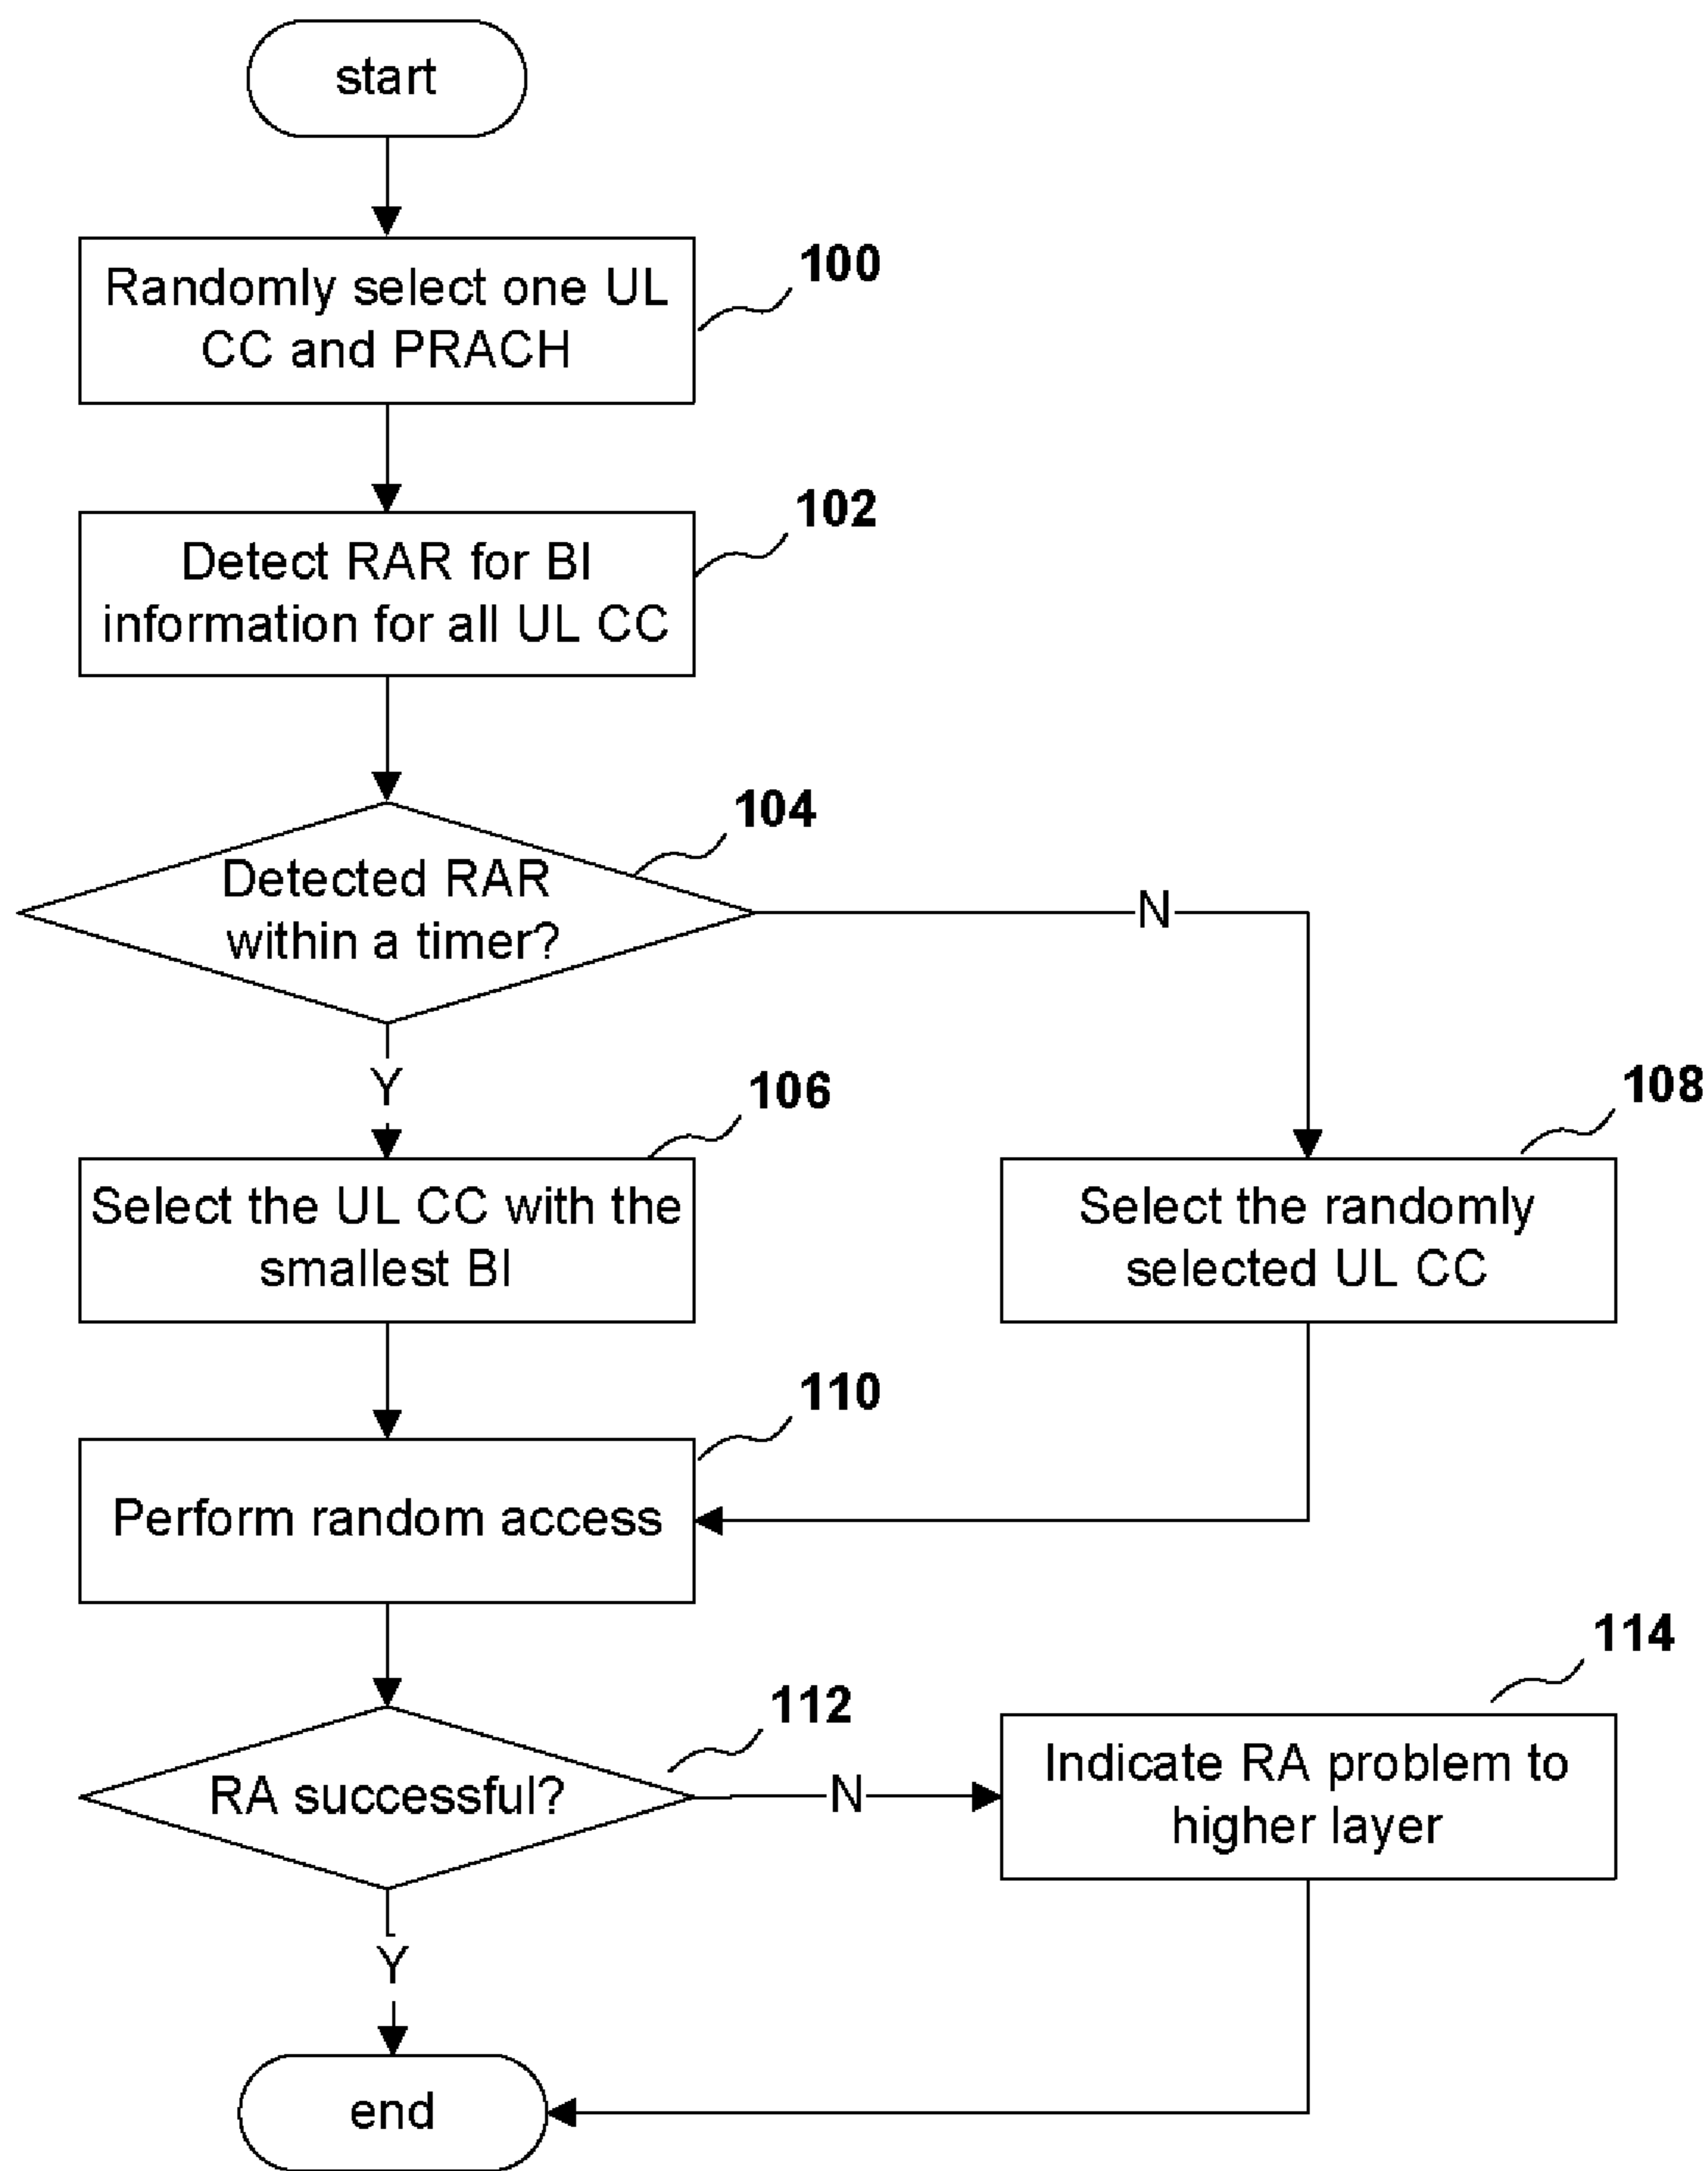 start
100
Randomly select one UL
CC and PRACH
102
Detect RAR for BI
information for all UL CC
104
Detected RAR
within a timer?
N
Y
106
108
Select the UL CC with the
smallest BI
Select the randomly
selected UL CC
110
Perform random access
114
112
RA successful?
N
Indicate RA problem to
higher layer
Y
end